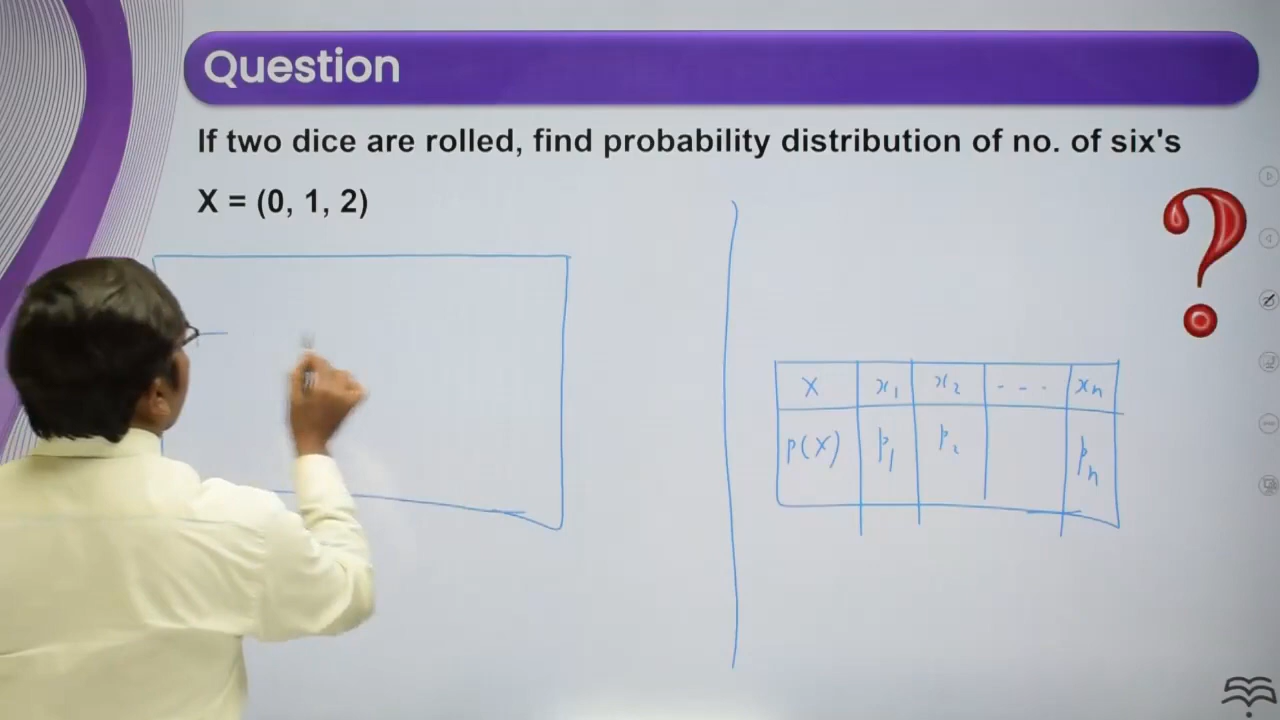 Question
If two dice are rolled, find probability distribution of no. of six's
X = (0, 1, 2)
X x₁ x₂ ... xₙ
P(X) p₁ p₂ pₙ